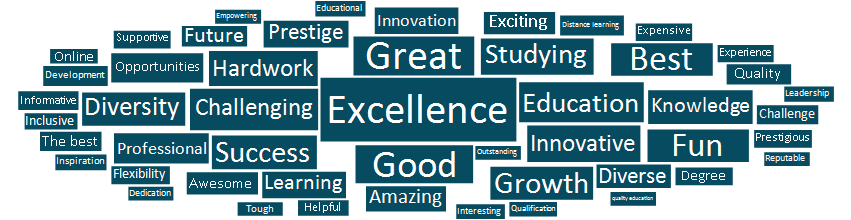 Empowering
Educational
Innovation
Exciting
Distance learning
Supportive
Future
Prestige
Expensive
Great
Studying
Best
Experience
Online
Opportunities
Hardwork
Development
Quality
Informative
Diversity
Challenging
Excellence
Education
Knowledge
Leadership
Inclusive
Challenge
The best
Professional
Success
Innovative
Fun
Prestigious
Inspiration
Good
Outstanding
Reputable
Flexibility
Awesome
Learning
Growth
Diverse
Degree
Dedication
Amazing
quality education
Tough
Helpful
Interesting
Qualification